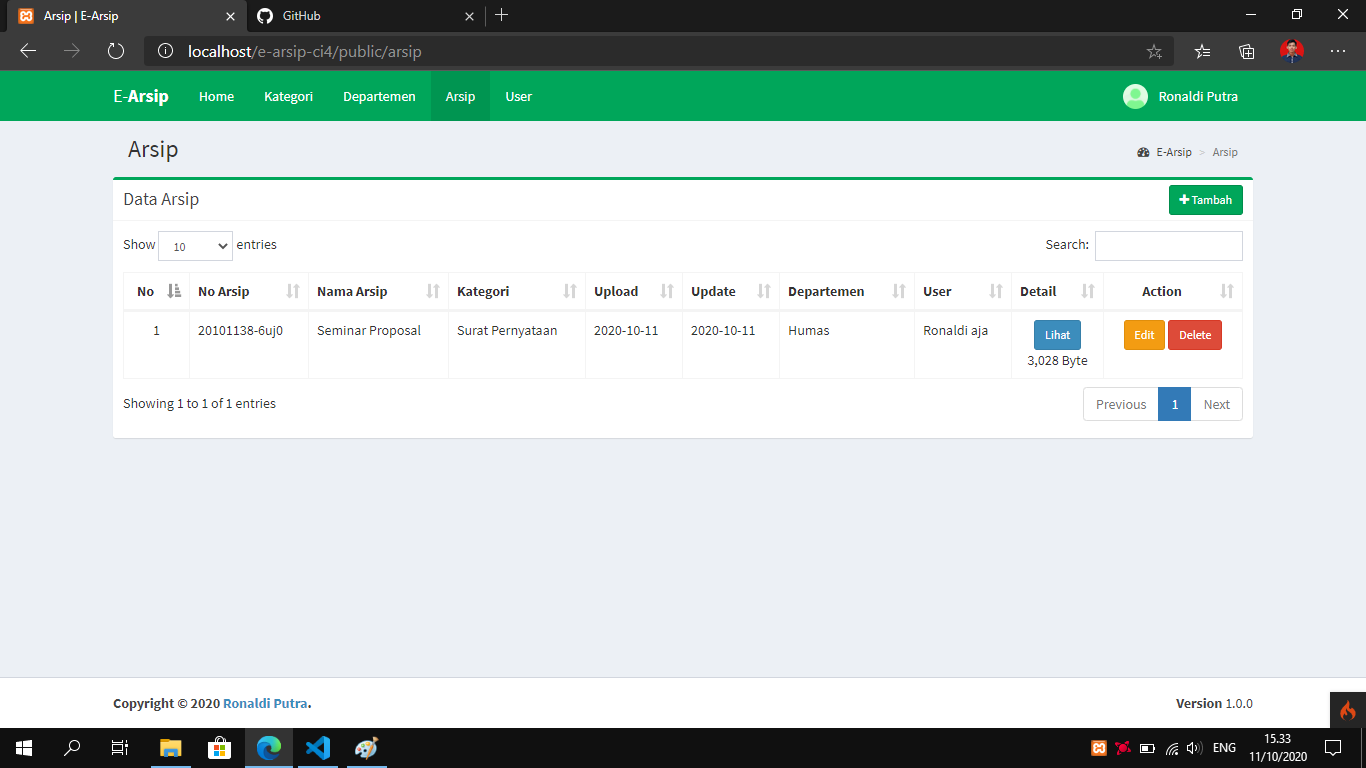 Arsip | E-Arsip
GitHub
localhost/e-arsip-ci4/public/arsip
E-Arsip Home Kategori Departemen Arsip User Ronaldi Putra
Arsip
E-Arsip > Arsip
Data Arsip
Tambah
Show 10 entries
Search:
No No Arsip Nama Arsip Kategori Upload Update Departemen User Detail Action
1 20101138-6uj0 Seminar Proposal Surat Pernyataan 2020-10-11 2020-10-11 Humas Ronaldi aja Lihat Edit Delete
3,028 Byte
Showing 1 to 1 of 1 entries
Previous 1 Next
Copyright © 2020 Ronaldi Putra.
Version 1.0.0
ENG
15.33
11/10/2020